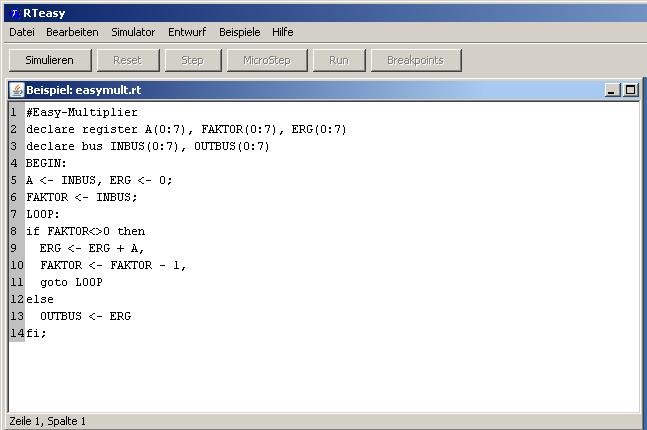 RTeasy
Datei Bearbeiten Simulator Entwurf Beispiele Hilfe
Simulieren Reset Step MicroStep Run Breakpoints
Beispiel: easymult.rt
1 #Easy-Multiplier
2 declare register A(0:7), FAKTOR(0:7), ERG(0:7)
3 declare bus INBUS(0:7), OUTBUS(0:7)
4 BEGIN:
5 A <- INBUS, ERG <- 0;
6 FAKTOR <- INBUS;
7 LOOP:
8 if FAKTOR<>0 then
9   ERG <- ERG + A,
10   FAKTOR <- FAKTOR - 1,
11   goto LOOP
12 else
13   OUTBUS <- ERG
14 fi;
Zeile 1, Spalte 1